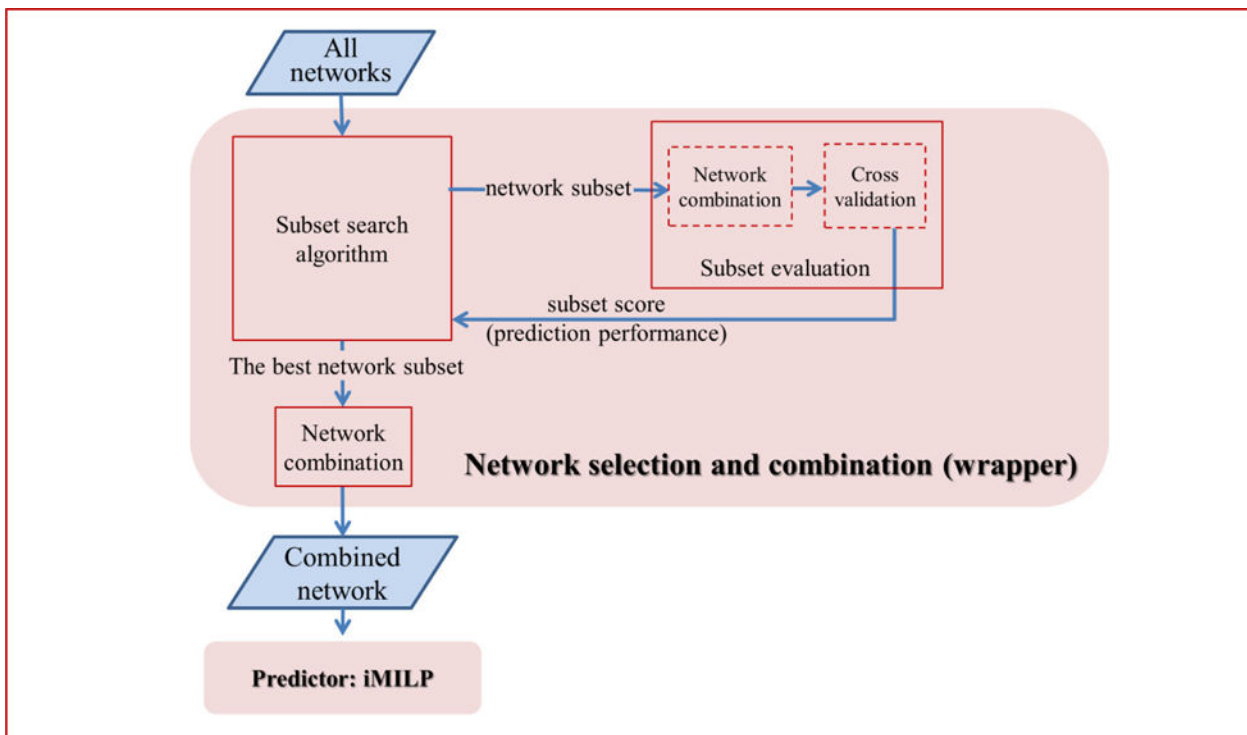 All
networks
Subset search
algorithm
network subset
Network
combination
Cross
validation
Subset evaluation
subset score
(prediction performance)
The best network subset
Network
combination
Network selection and combination (wrapper)
Combined
network
Predictor: iMILP